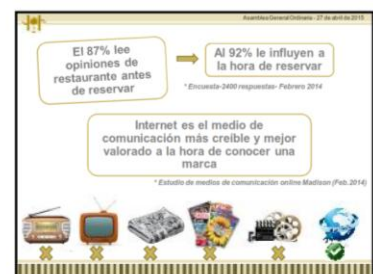 Asamblea General Ordinaria - 27 de abril de 2015
El 87% lee
opiniones de
restaurante antes
de reservar
Al 92% le influyen a
la hora de reservar
* Encuesta-2400 respuestas- Febrero 2014
Internet es el medio de
comunicación más creíble y mejor
valorado a la hora de conocer una
marca
* Estudio de medios de comunicación online Madison (Feb.2014)